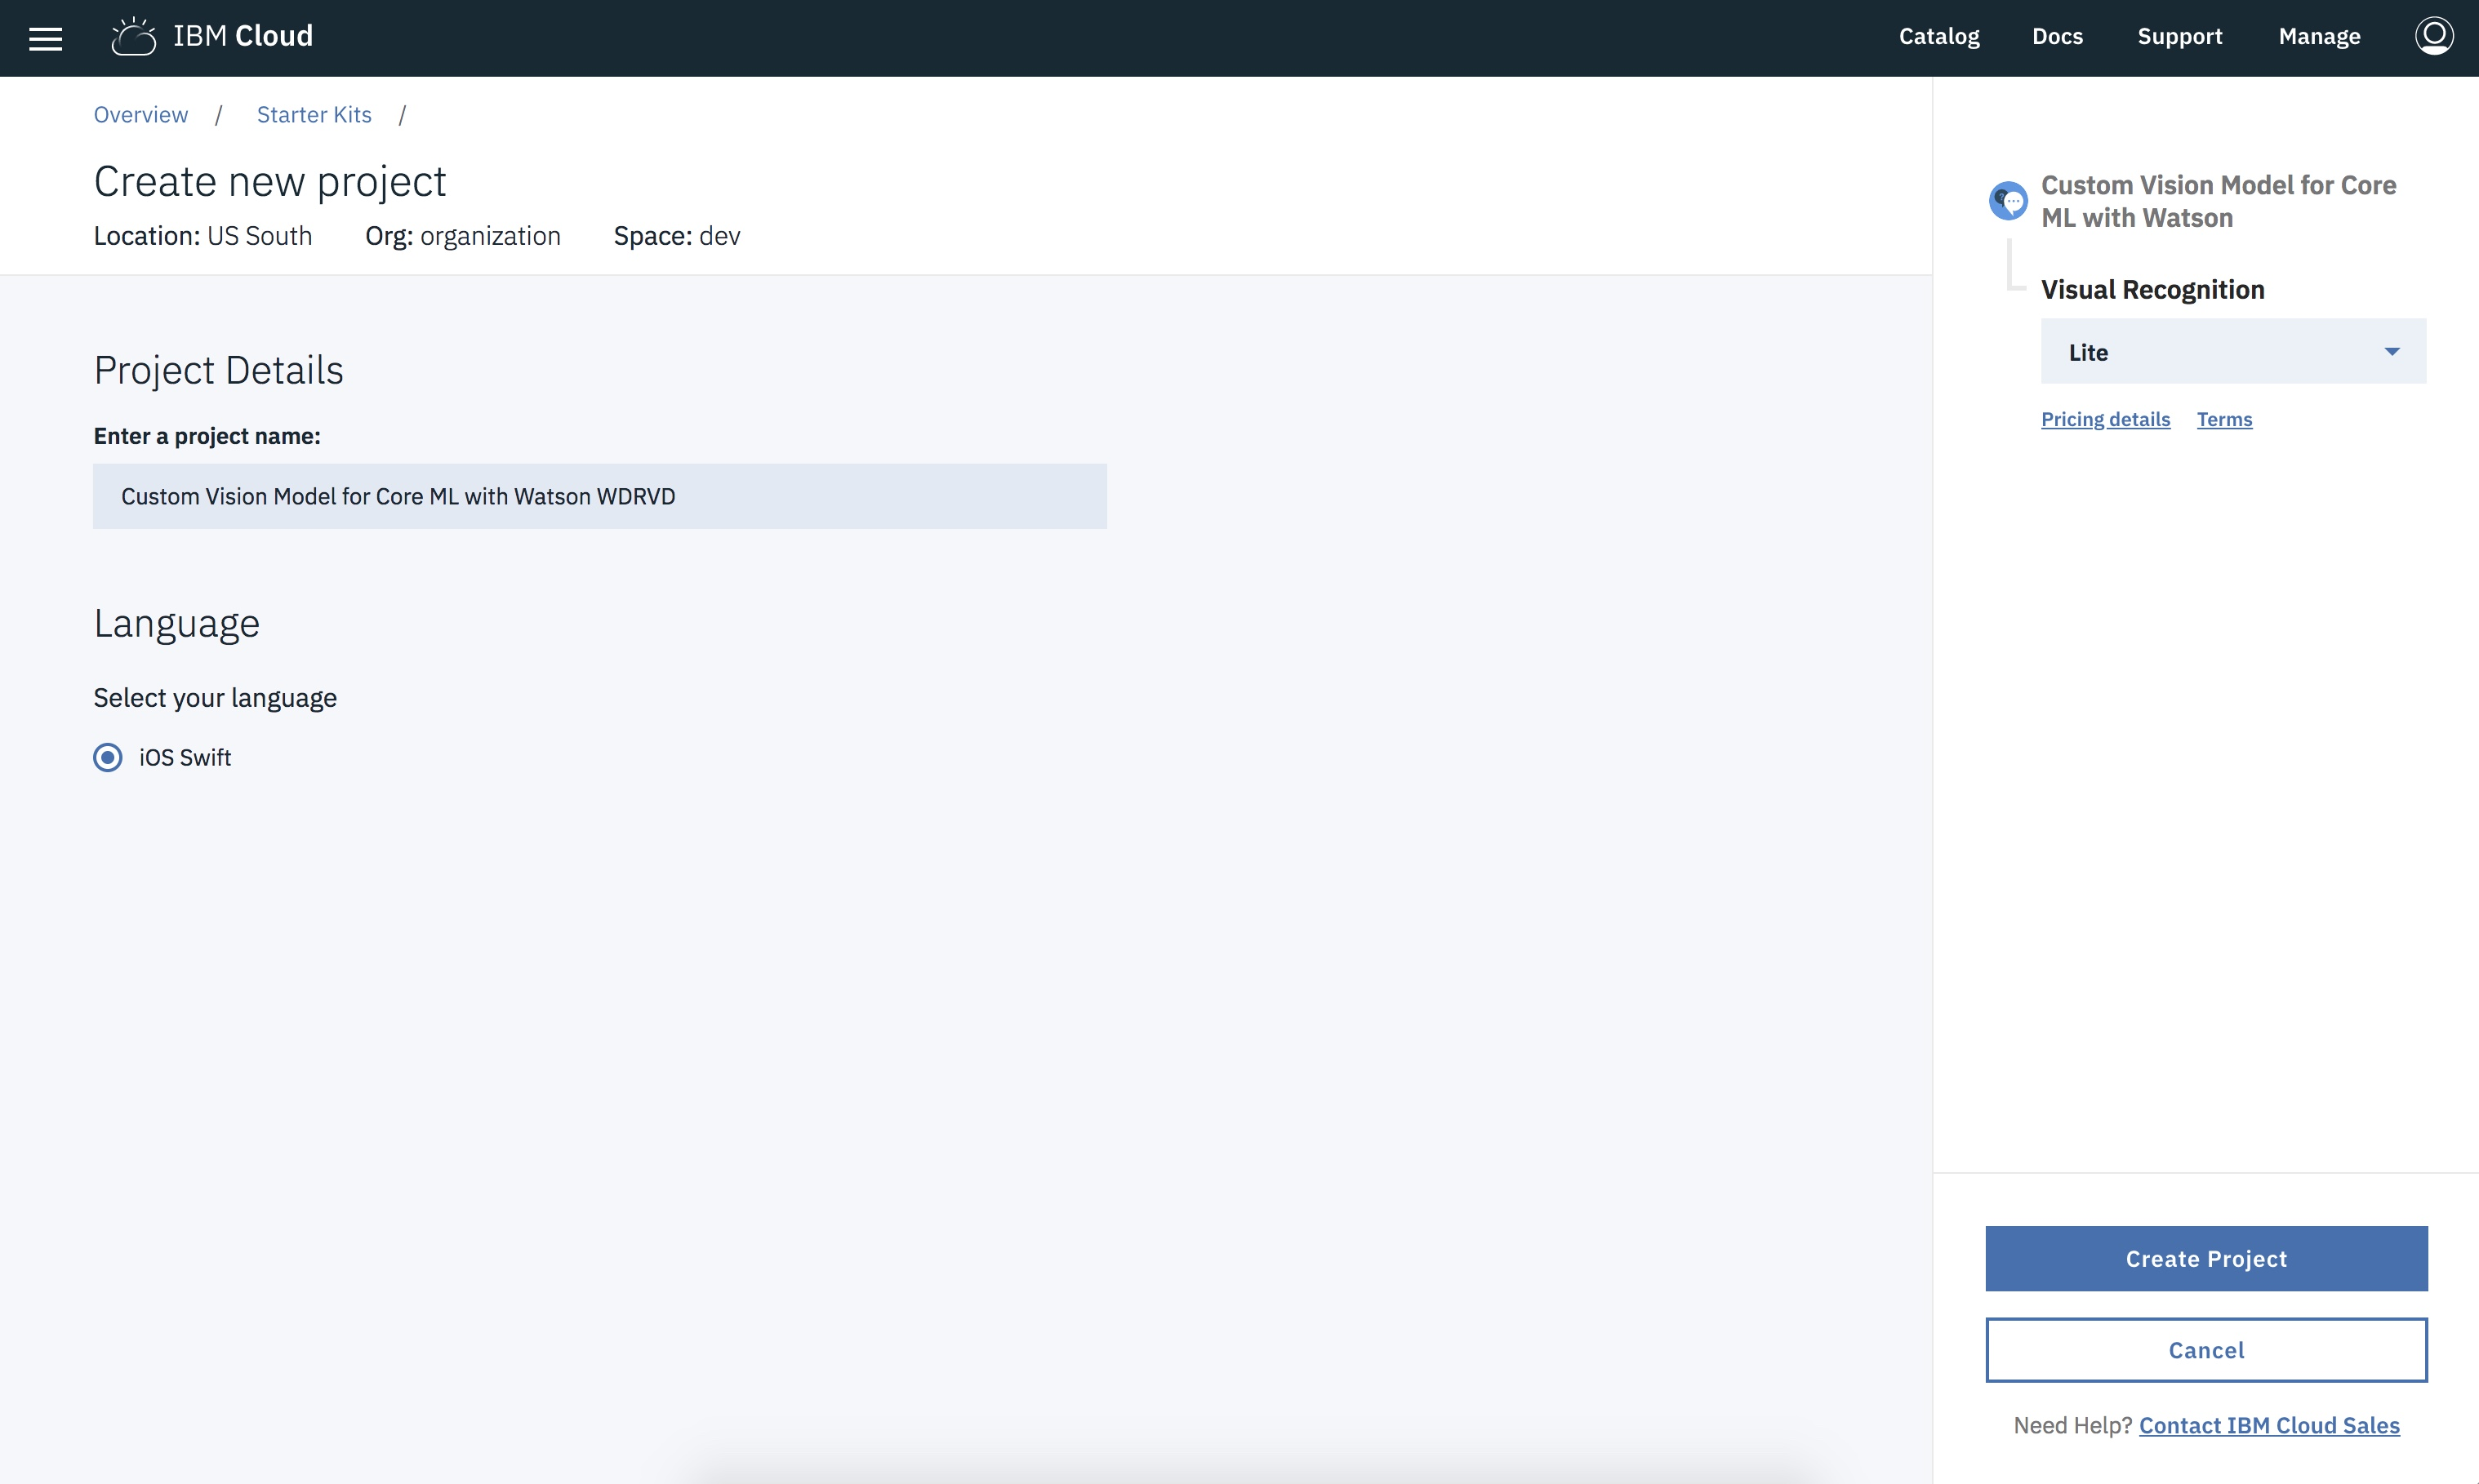 IBM Cloud
Catalog Docs Support Manage
Overview / Starter Kits /
Create new project
Location: US South Org: organization Space: dev
Project Details
Enter a project name:
Custom Vision Model for Core ML with Watson WDRVD
Language
Select your language
iOS Swift
Custom Vision Model for Core
ML with Watson
Visual Recognition
Lite
Pricing details Terms
Create Project
Cancel
Need Help? Contact IBM Cloud Sales